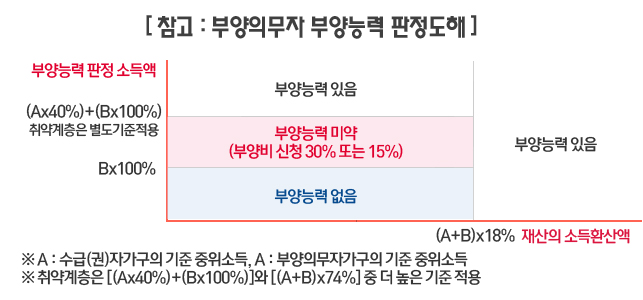 [ 참고 : 부양의무자 부양능력 판정도해 ]
부양능력 판정 소득액
부양능력 있음
(Ax40%)+(Bx100%)
취약계층은 별도기준적용
부양능력 미약
(부양비 신청 30% 또는 15%)
부양능력 있음
Bx100%
부양능력 없음
(A+B)x18% 재산의 소득환산액
※ A : 수급(권)자가구의 기준 중위소득, A : 부양의무자가구의 기준 중위소득
※ 취약계층은 [(Ax40%)+(Bx100%)]와 [(A+B)x74%] 중 더 높은 기준 적용